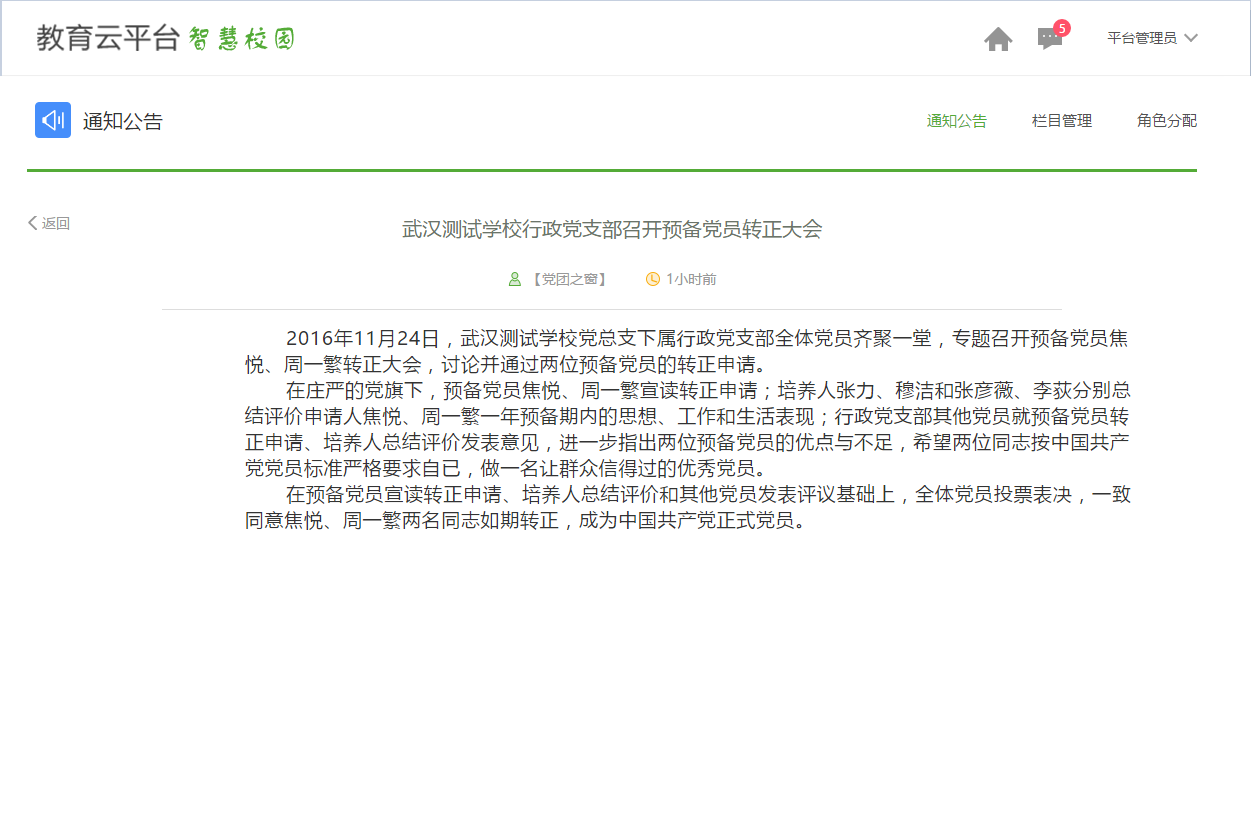 教育云平台 智慧校园
5
平台管理员
通知公告
通知公告 栏目管理 角色分配
返回
武汉测试学校行政党支部召开预备党员转正大会
【党团之窗】 1小时前
2016年11月24日，武汉测试学校党总支下属行政党支部全体党员齐聚一堂，专题召开预备党员焦
悦、周一繁转正大会，讨论并通过两位预备党员的转正申请。
在庄严的党旗下，预备党员焦悦、周一繁宣读转正申请；培养人张力、穆洁和张彦薇、李荻分别总
结评价申请人焦悦、周一繁一年预备期内的思想、工作和生活表现；行政党支部其他党员就预备党员转
正申请、培养人总结评价发表意见，进一步指出两位预备党员的优点与不足，希望两位同志按中国共产
党党员标准严格要求自已，做一名让群众信得过的优秀党员。
在预备党员宣读转正申请、培养人总结评价和其他党员发表评议基础上，全体党员投票表决，一致
同意焦悦、周一繁两名同志如期转正，成为中国共产党正式党员。